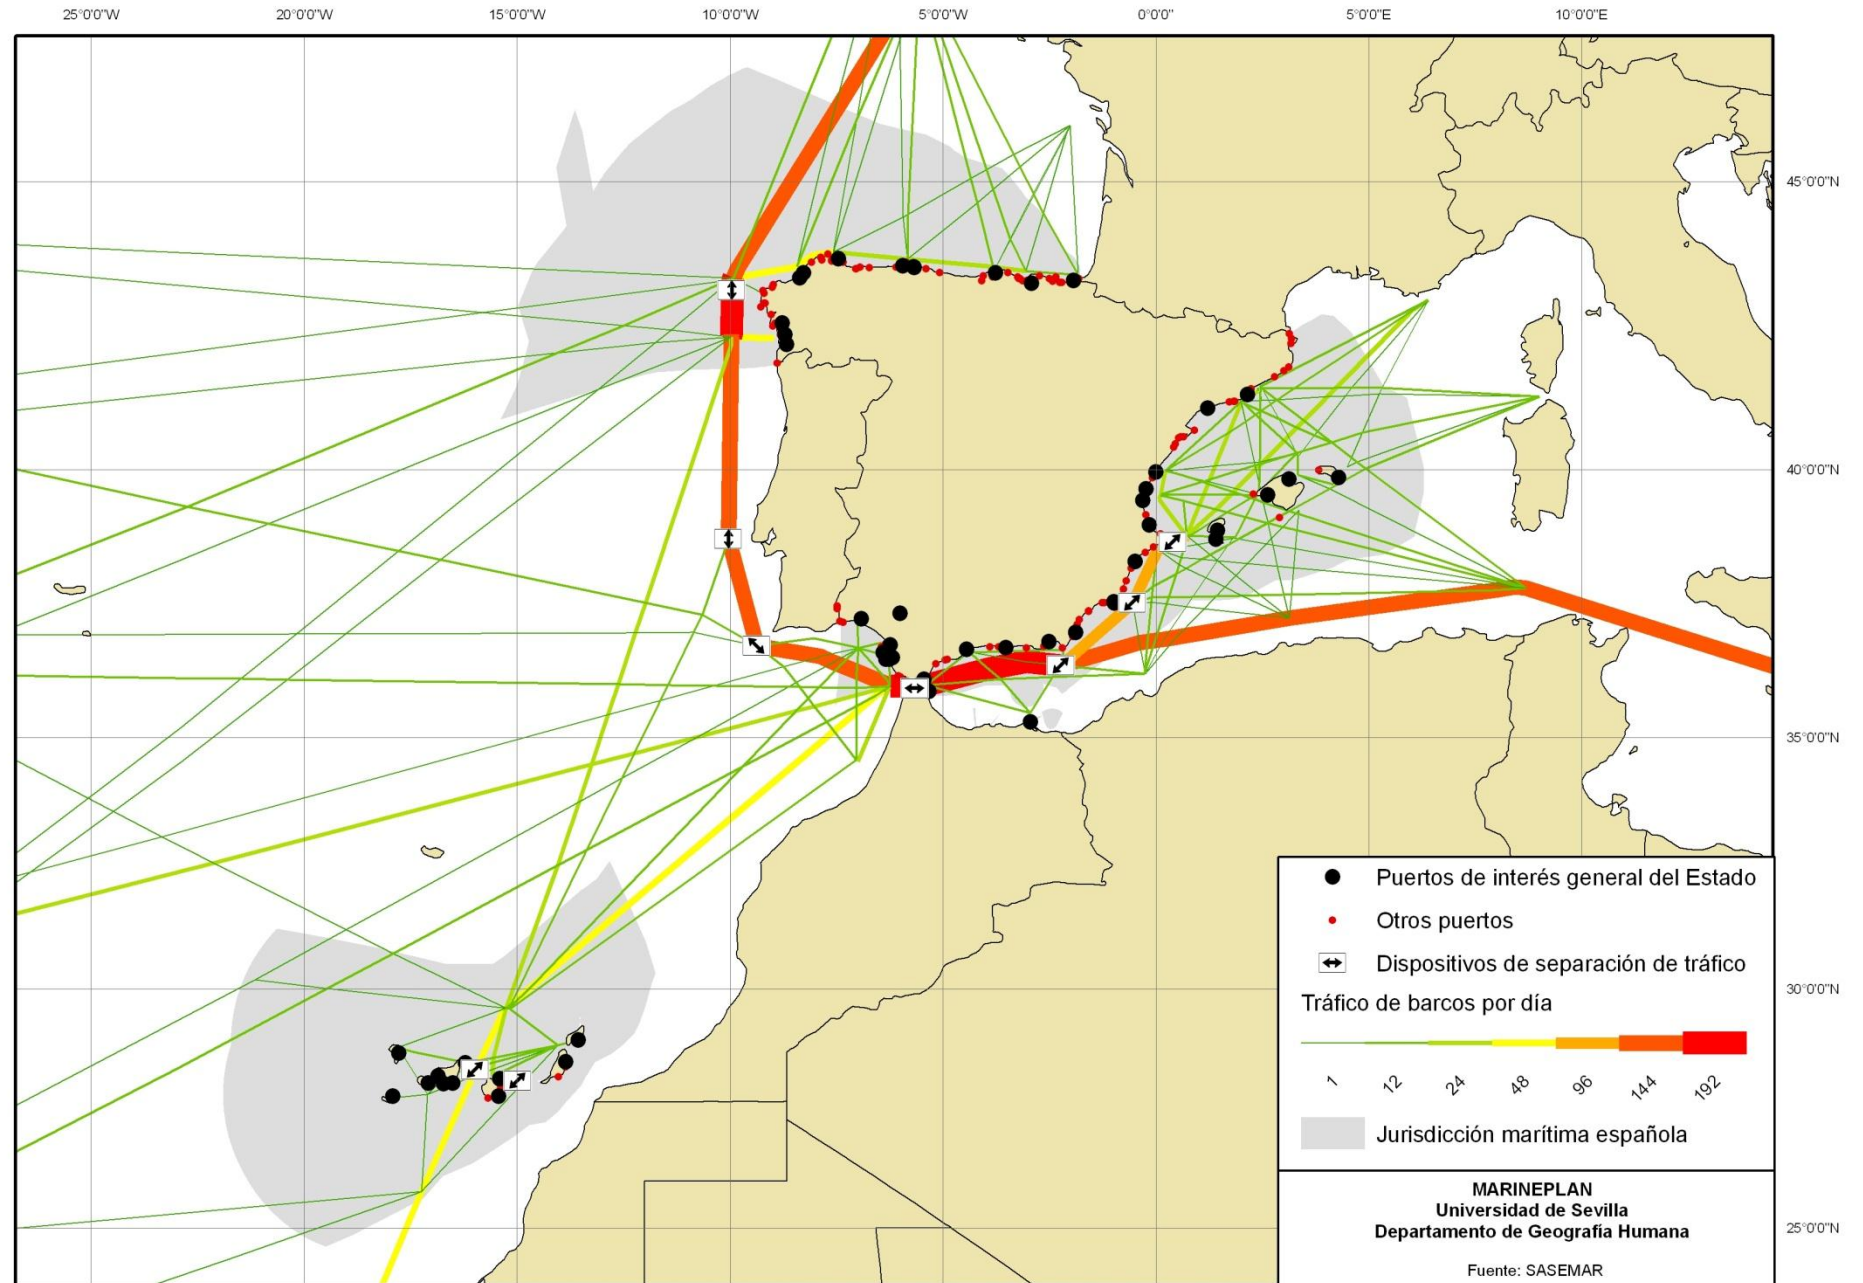 25°0'0"W
20°0'0"W
15°0'0"W
10°0'0"W
5°0'0"W
0°0'0"
5°0'0"E
10°0'0"E
45°0'0"N
40°0'0"N
35°0'0"N
30°0'0"N
25°0'0"N
Puertos de interés general del Estado
Otros puertos
Dispositivos de separación de tráfico
Tráfico de barcos por día
1 12 24 48 96 144 192
Jurisdicción marítima española
MARINEPLAN
Universidad de Sevilla
Departamento de Geografía Humana
Fuente: SASEMAR